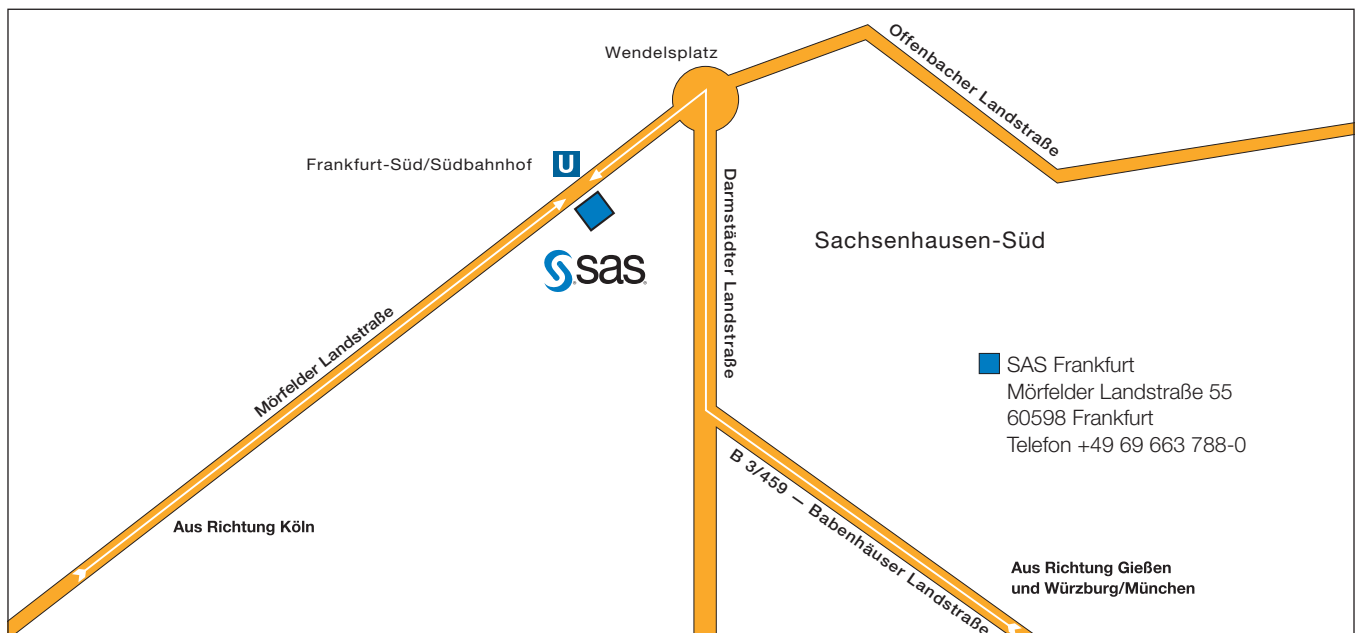 Wendelsplatz
Offenbacher Landstraße
Frankfurt-Süd/Südbahnhof
U
Darmstädter Landstraße
Sachsenhausen-Süd
sas
Mörfelder Landstraße
SAS Frankfurt
Mörfelder Landstraße 55
60598 Frankfurt
Telefon +49 69 663 788-0
B 3/459 — Babenhäuser Landstraße
Aus Richtung Köln
Aus Richtung Gießen
und Würzburg/München